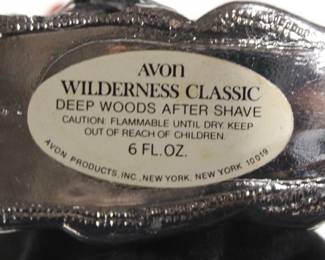 AVON
WILDERNESS CLASSIC
DEEP WOODS AFTER SHAVE
CAUTION: FLAMMABLE UNTIL DRY. KEEP
OUT OF REACH OF CHILDREN.
6 FL. OZ.
AVON PRODUCTS, INC., NEW YORK, NEW YORK 10019